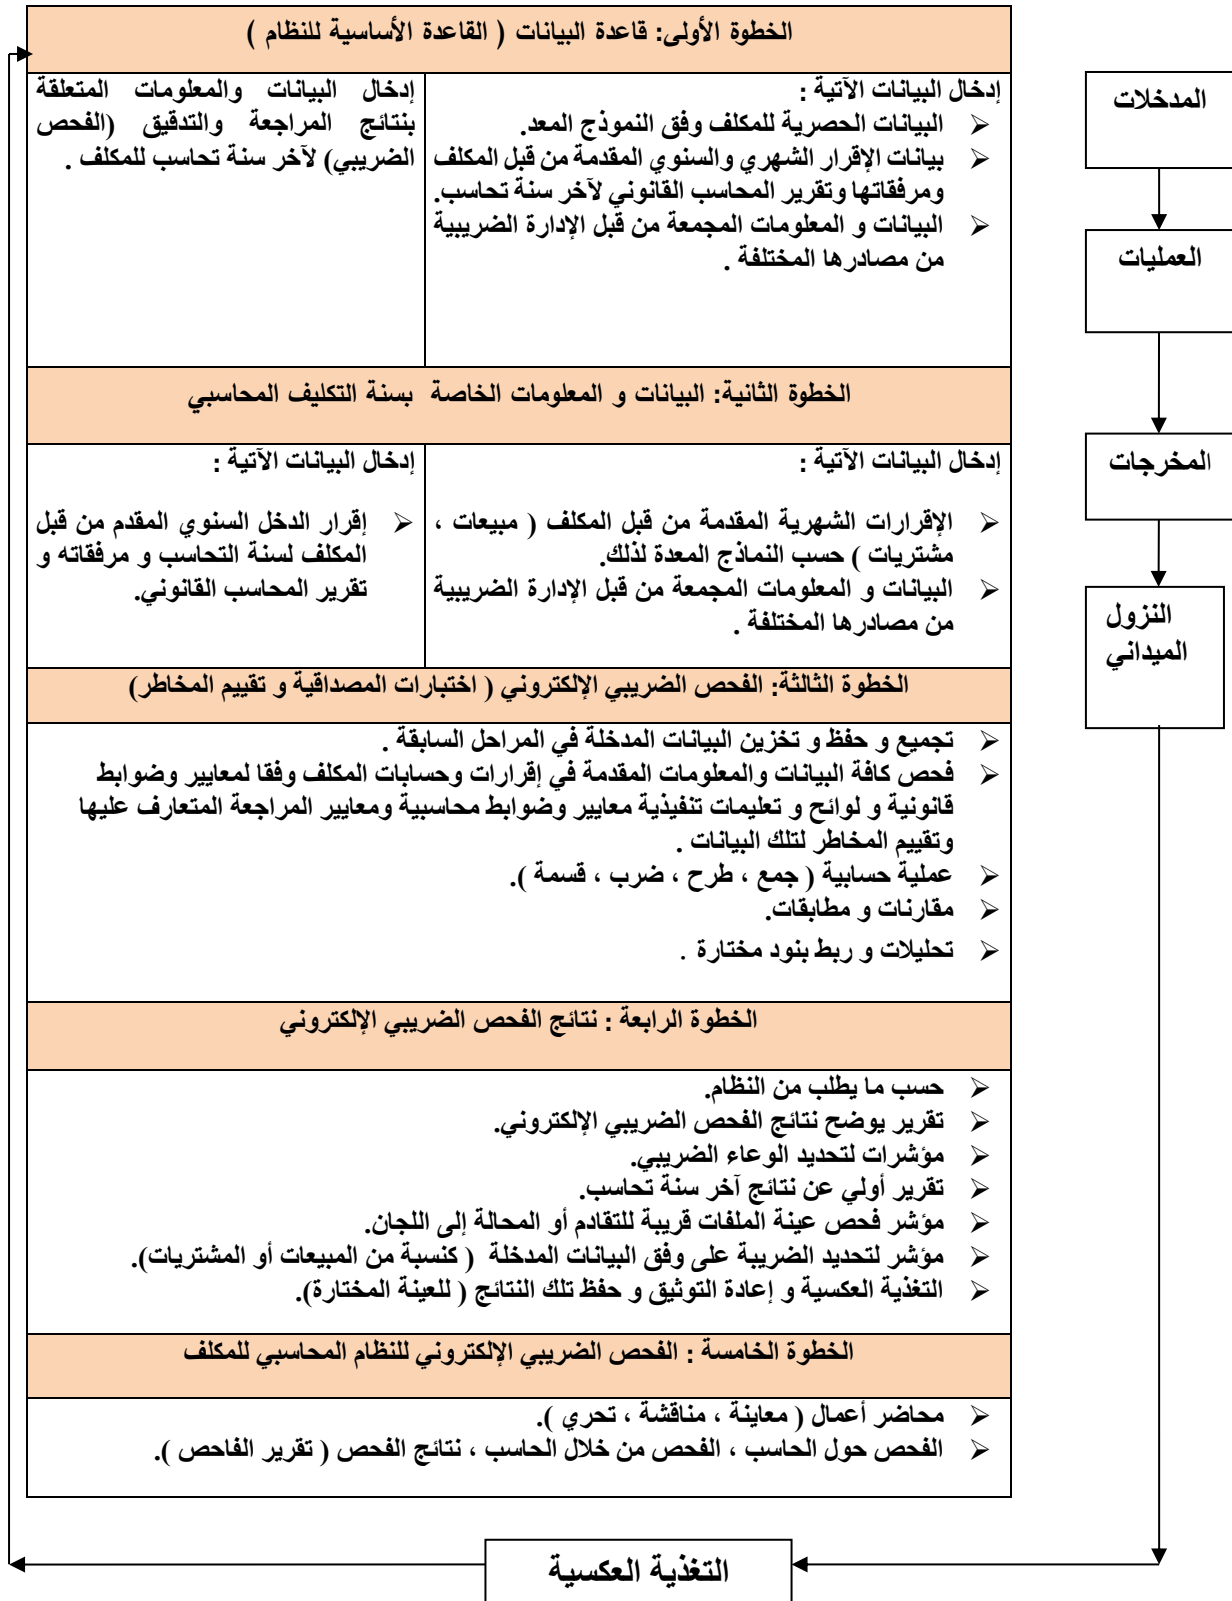 الخطوة الأولى: قاعدة البيانات ( القاعدة الأساسية للنظام )
إدخال البيانات الآتية :
➢ البيانات الحصرية للمكلف وفق النموذج المعد.
➢ بيانات الإقرار الشهري والسنوي المقدمة من قبل المكلف
ومرفقاتها وتقرير المحاسب القانوني لآخر سنة تحاسب.
➢ البيانات و المعلومات المجمعة من قبل الإدارة الضريبية
من مصادرها المختلفة .
إدخال البيانات والمعلومات المتعلقة
بنتائج المراجعة والتدقيق (الفحص
الضريبي) لآخر سنة تحاسب للمكلف .
الخطوة الثانية: البيانات و المعلومات الخاصة بسنة التكليف المحاسبي
إدخال البيانات الآتية :
➢ الإقرارات الشهرية المقدمة من قبل المكلف ( مبيعات ،
مشتريات ) حسب النماذج المعدة لذلك.
➢ البيانات و المعلومات المجمعة من قبل الإدارة الضريبية
من مصادرها المختلفة .
إدخال البيانات الآتية :
➢ إقرار الدخل السنوي المقدم من قبل
المكلف لسنة التحاسب و مرفقاته و
تقرير المحاسب القانوني.
الخطوة الثالثة: الفحص الضريبي الإلكتروني ( اختبارات المصداقية و تقييم المخاطر)
➢ تجميع و حفظ و تخزين البيانات المدخلة في المراحل السابقة .
➢ فحص كافة البيانات والمعلومات المقدمة في إقرارات وحسابات المكلف وفقا لمعايير وضوابط
قانونية و لوائح و تعليمات تنفيذية معايير وضوابط محاسبية ومعايير المراجعة المتعارف عليها
وتقييم المخاطر لتلك البيانات .
➢ عملية حسابية ( جمع ، طرح ، ضرب ، قسمة ).
➢ مقارنات و مطابقات.
➢ تحليلات و ربط بنود مختارة .
الخطوة الرابعة : نتائج الفحص الضريبي الإلكتروني
➢ حسب ما يطلب من النظام.
➢ تقرير يوضح نتائج الفحص الضريبي الإلكتروني.
➢ مؤشرات لتحديد الوعاء الضريبي.
➢ تقرير أولي عن نتائج آخر سنة تحاسب.
➢ مؤشر فحص عينة الملفات قريبة للتقادم أو المحالة إلى اللجان.
➢ مؤشر لتحديد الضريبة على وفق البيانات المدخلة ( كنسبة من المبيعات أو المشتريات).
➢ التغذية العكسية و إعادة التوثيق و حفظ تلك النتائج ( للعينة المختارة).
الخطوة الخامسة : الفحص الضريبي الإلكتروني للنظام المحاسبي للمكلف
➢ محاضر أعمال ( معاينة ، مناقشة ، تحري ).
➢ الفحص حول الحاسب ، الفحص من خلال الحاسب ، نتائج الفحص ( تقرير الفاحص ).
المدخلات
العمليات
المخرجات
النزول
الميداني
التغذية العكسية